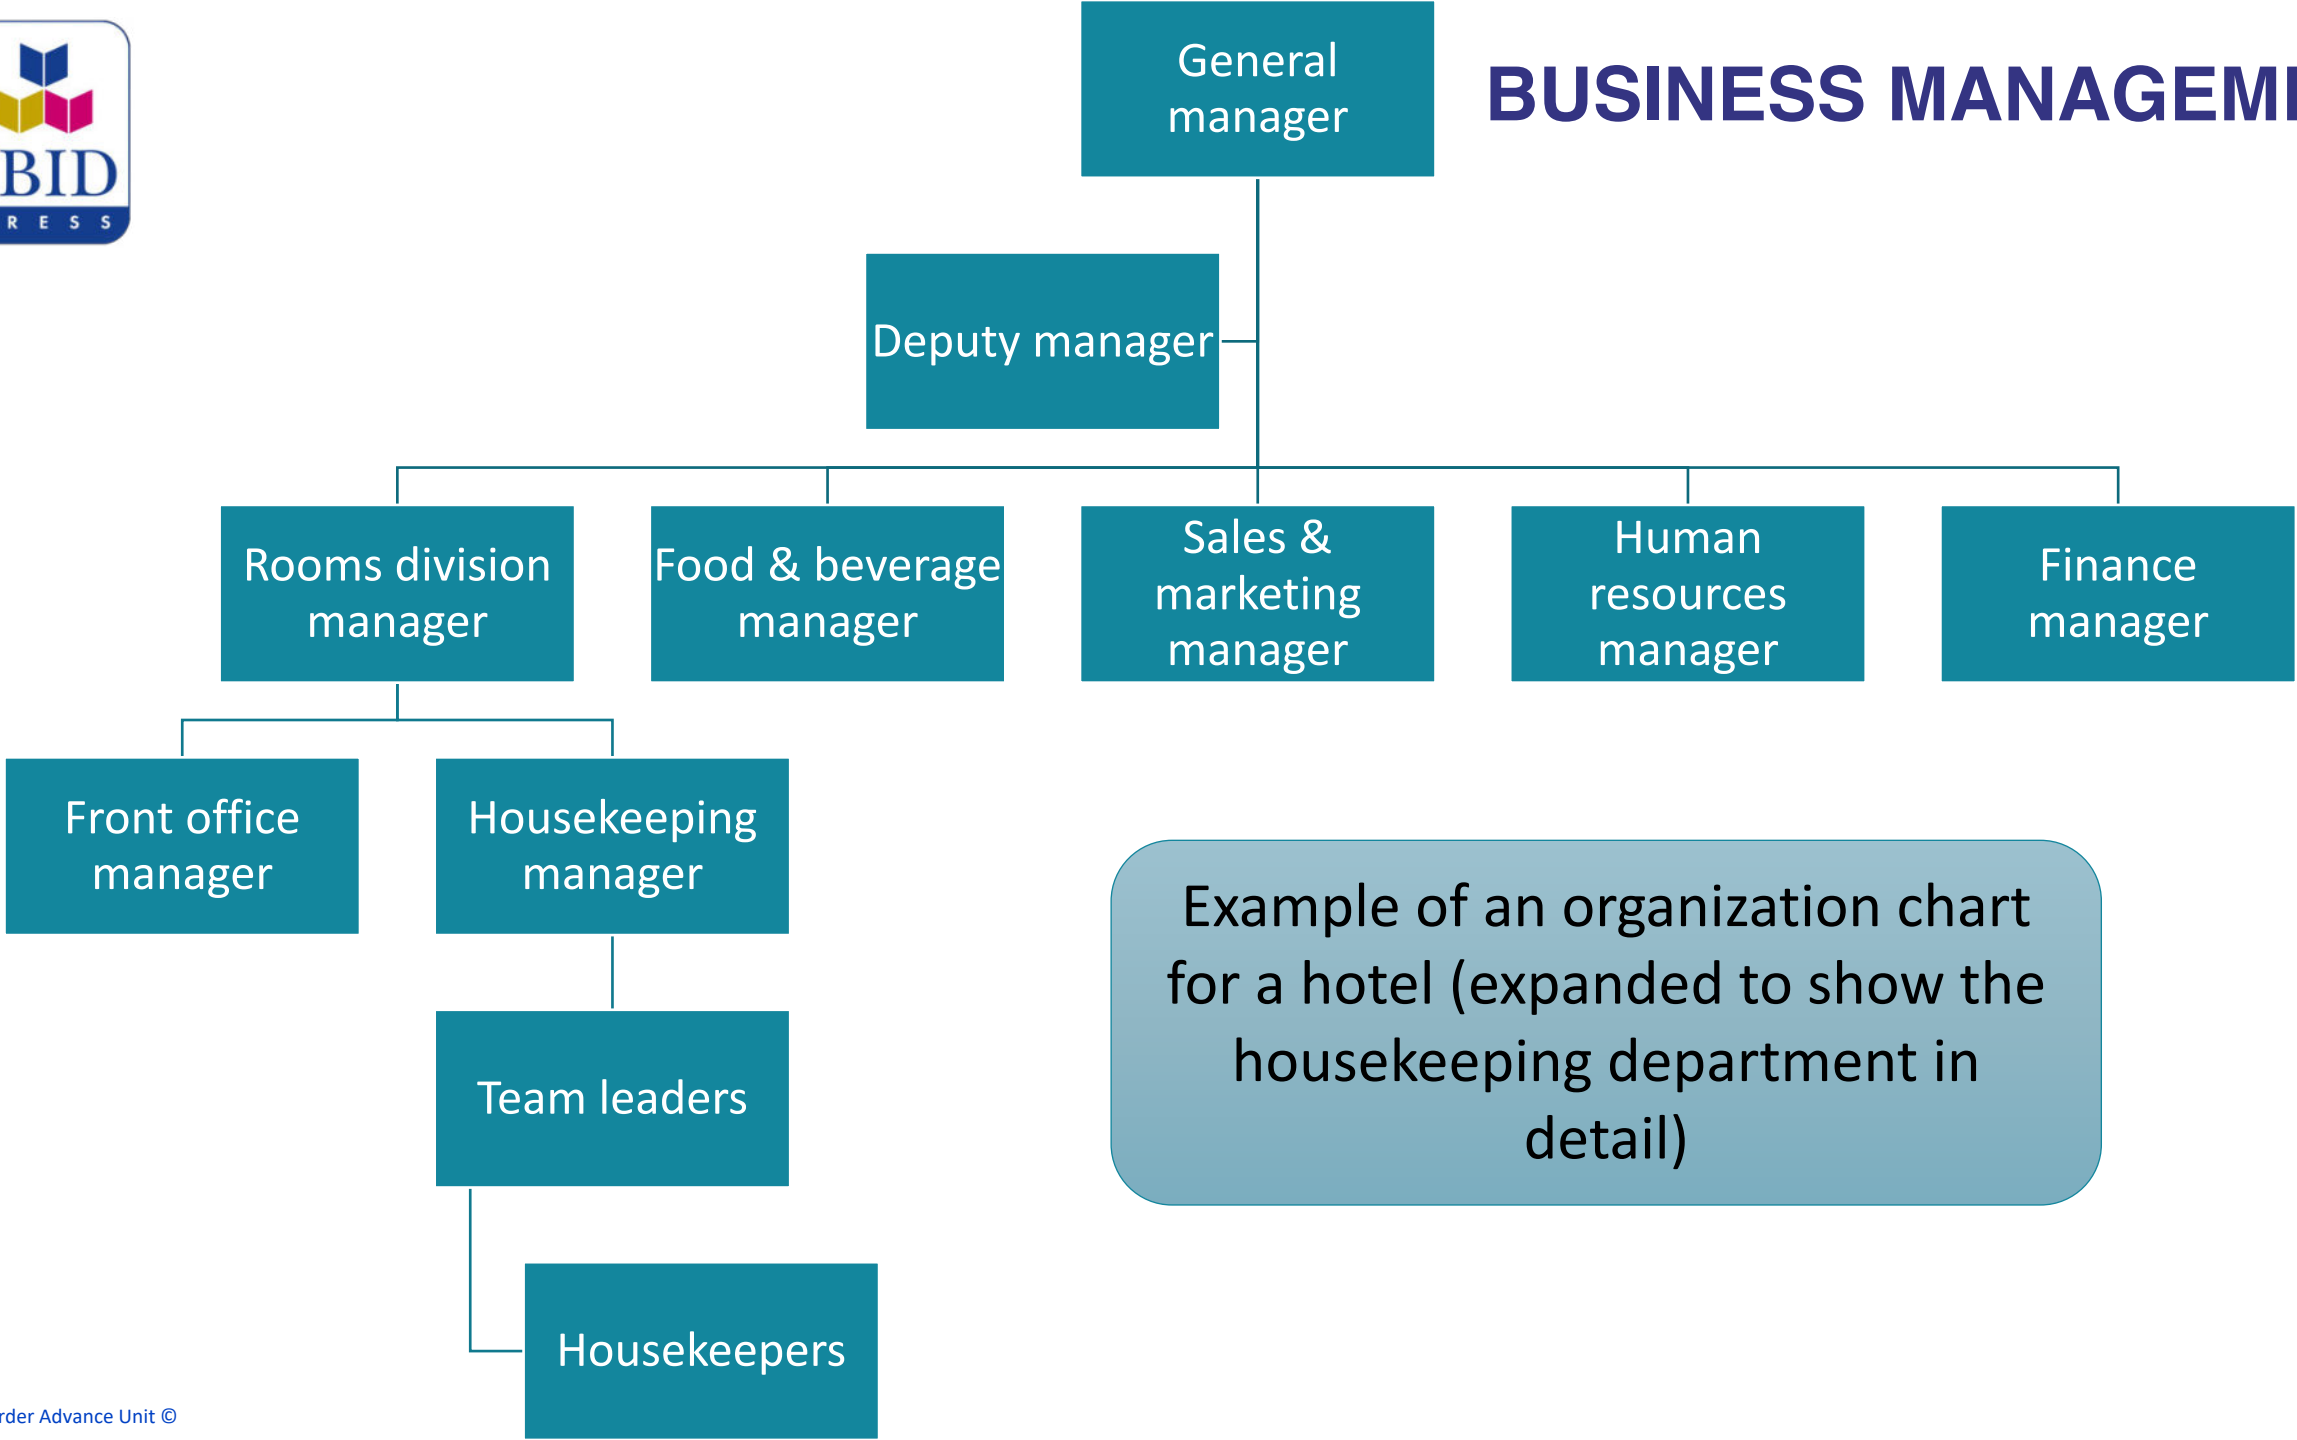 BID
RESS
General
manager
BUSINESS MANAGEM
Deputy manager
Rooms division
manager
Food & beverage
manager
Sales &
marketing
manager
Human
resources
manager
Finance
manager
Front office
manager
Housekeeping
manager
Example of an organization chart
for a hotel (expanded to show the
housekeeping department in
detail)
Team leaders
Housekeepers
rder Advance Unit ©